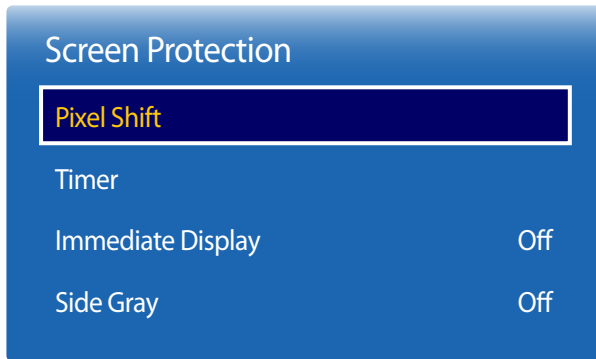 Screen Protection
Pixel Shift
Timer
Immediate Display Off
Side Gray Off